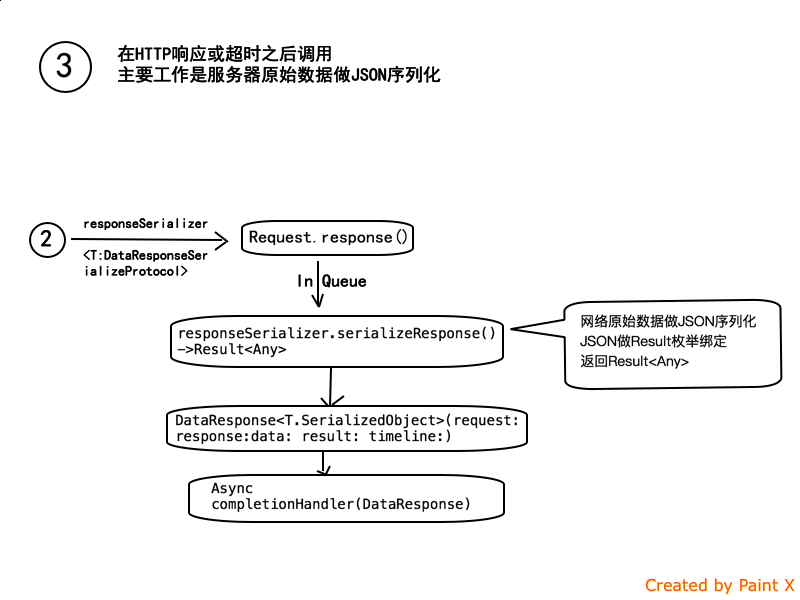 3
在HTTP响应或超时之后调用
主要工作是服务器原始数据做JSON序列化
2
responseSerializer
<T:DataResponseSer
ializeProtocol>
Request.response()
In Queue
responseSerializer.serializeResponse()
->Result<Any>
网络原始数据做JSON序列化
JSON做Result枚举绑定
返回Result<Any>
DataResponse<T.SerializedObject>(request:
response:data: result: timeline:)
Async
completionHandler(DataResponse)
Created by Paint X